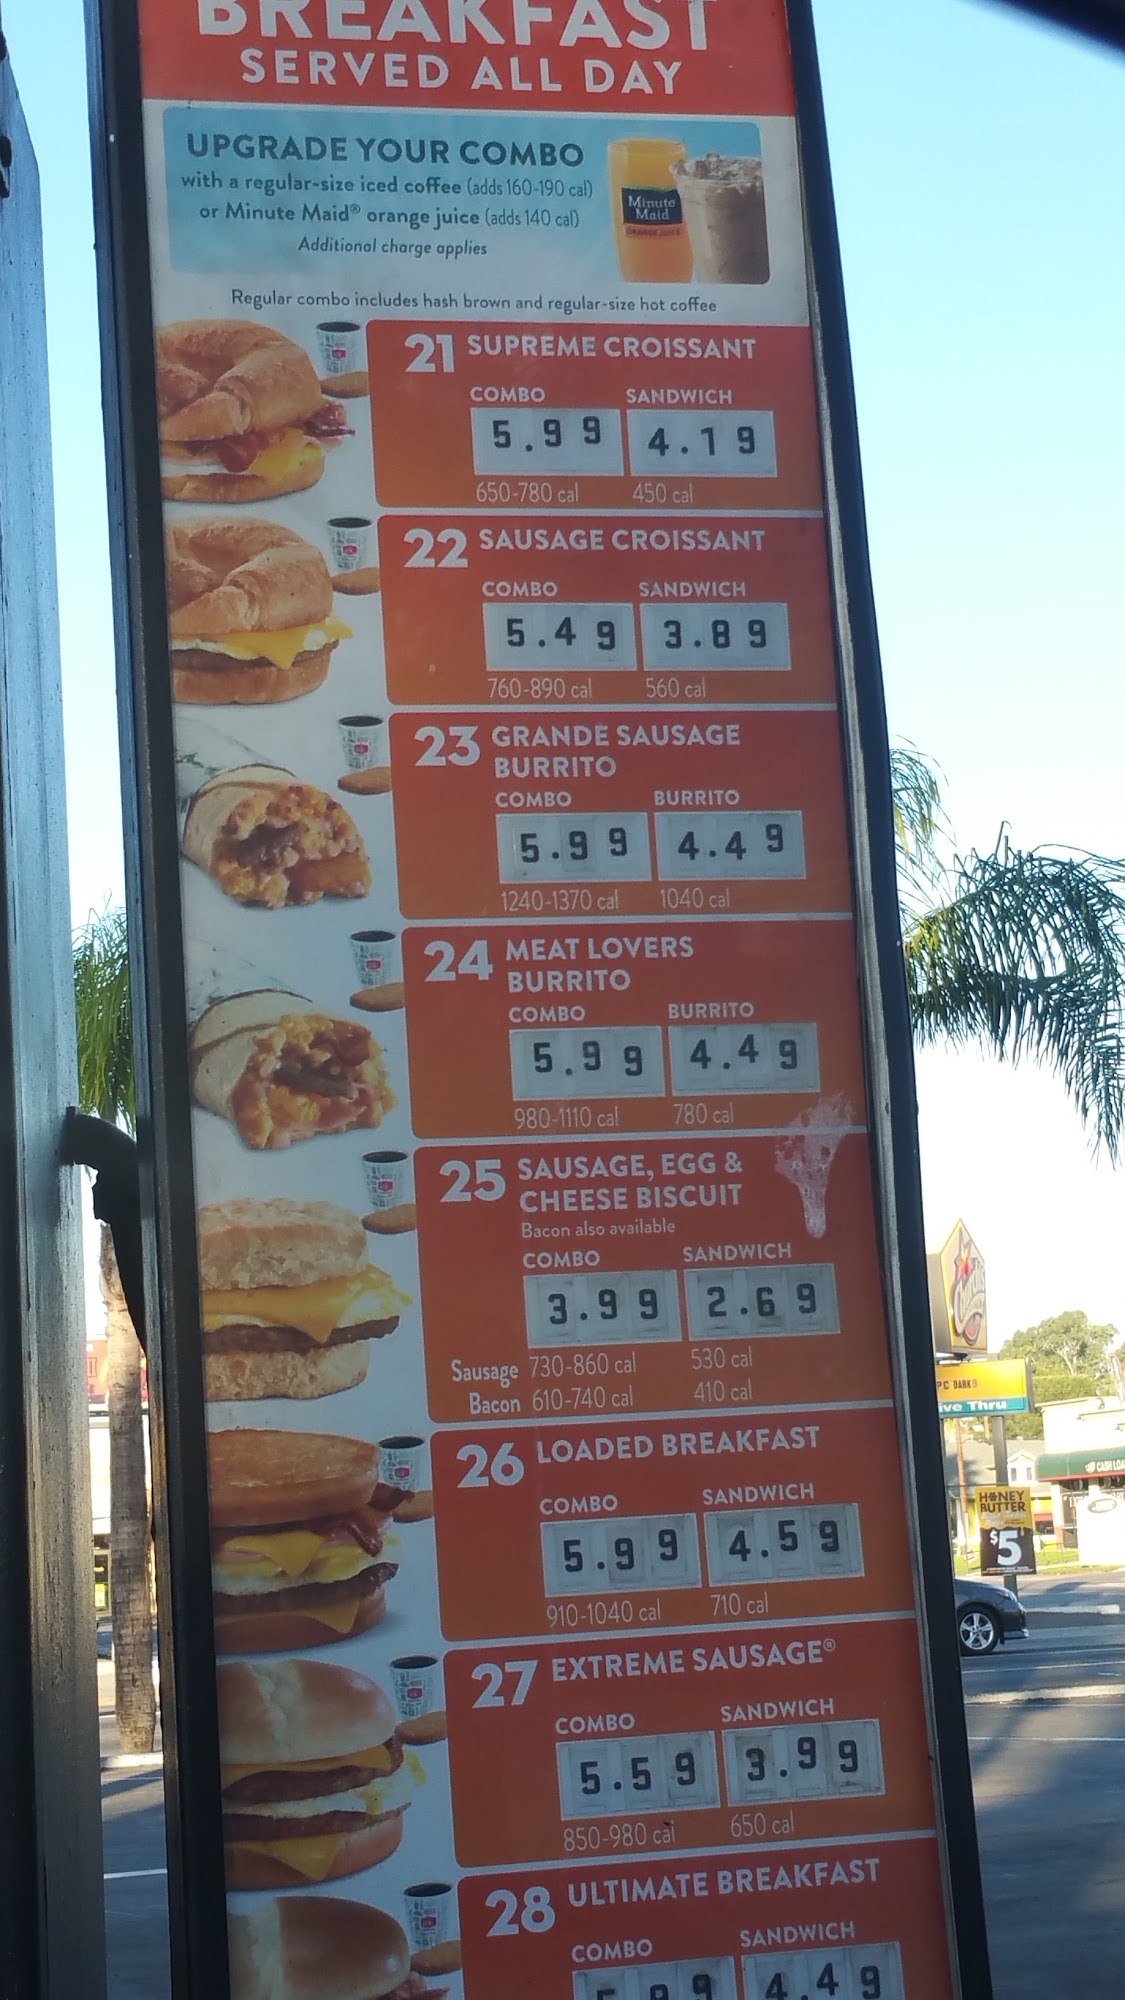 BREAKFAST
SERVED ALL DAY
UPGRADE YOUR COMBO
with a regular-size iced coffee (adds 160-190 cal)
or Minute Maid® orange juice (adds 140 cal)
Additional charge applies
Minute
Maid
ORANGE JUICE
Regular combo includes hash brown and regular-size hot coffee
21 SUPREME CROISSANT
COMBO SANDWICH
5.99 4.19
650-780 cal 450 cal
22 SAUSAGE CROISSANT
COMBO SANDWICH
5.49 3.89
760-890 cal 560 cal
23 GRANDE SAUSAGE
BURRITO
COMBO BURRITO
5.99 4.49
1240-1370 cal 1040 cal
24 MEAT LOVERS
BURRITO
COMBO BURRITO
5.99 4.49
980-1110 cal 780 cal
25 SAUSAGE, EGG &
CHEESE BISCUIT
Bacon also available
COMBO SANDWICH
3.99 2.69
Sausage 730-860 cal 530 cal
Bacon 610-740 cal 410 cal
26 LOADED BREAKFAST
COMBO SANDWICH
5.99 4.59
910-1040 cal 710 cal
27 EXTREME SAUSAGE®
COMBO SANDWICH
5.59 3.99
850-980 cal 650 cal
28 ULTIMATE BREAKFAST
COMBO SANDWICH
4.49
PC DARK
ve Thru
CASH LOA
HONEY
BUTTER
$5